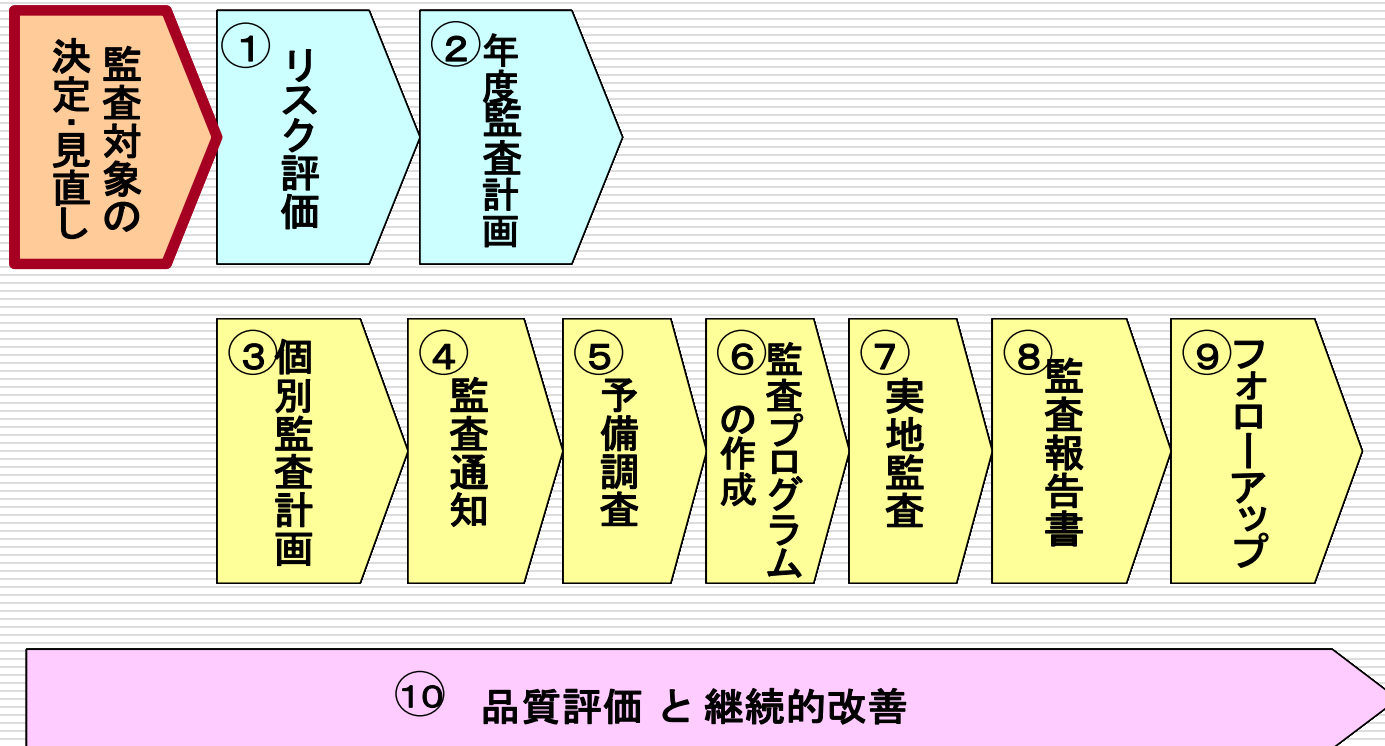 監査対象の
決定・見直し
①
リスク評価
②
年度監査計画
③
個別監査計画
④
監査通知
⑤
予備調査
⑥
監査プログラム
の作成
⑦
実地監査
⑧
監査報告書
⑨
フォローアップ
⑩ 品質評価 と 継続的改善